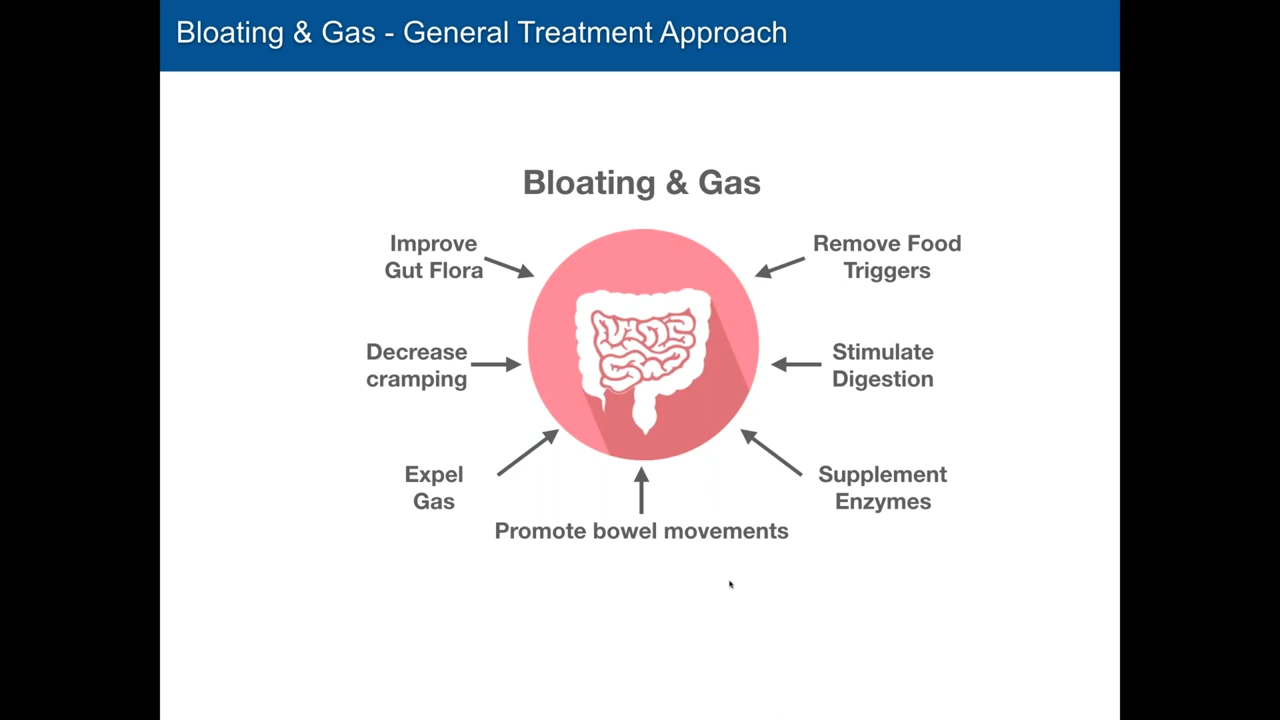 Bloating & Gas - General Treatment Approach
Bloating & Gas
Improve
Gut Flora
Remove Food
Triggers
Decrease
cramping
Stimulate
Digestion
Expel
Gas
Supplement
Enzymes
Promote bowel movements